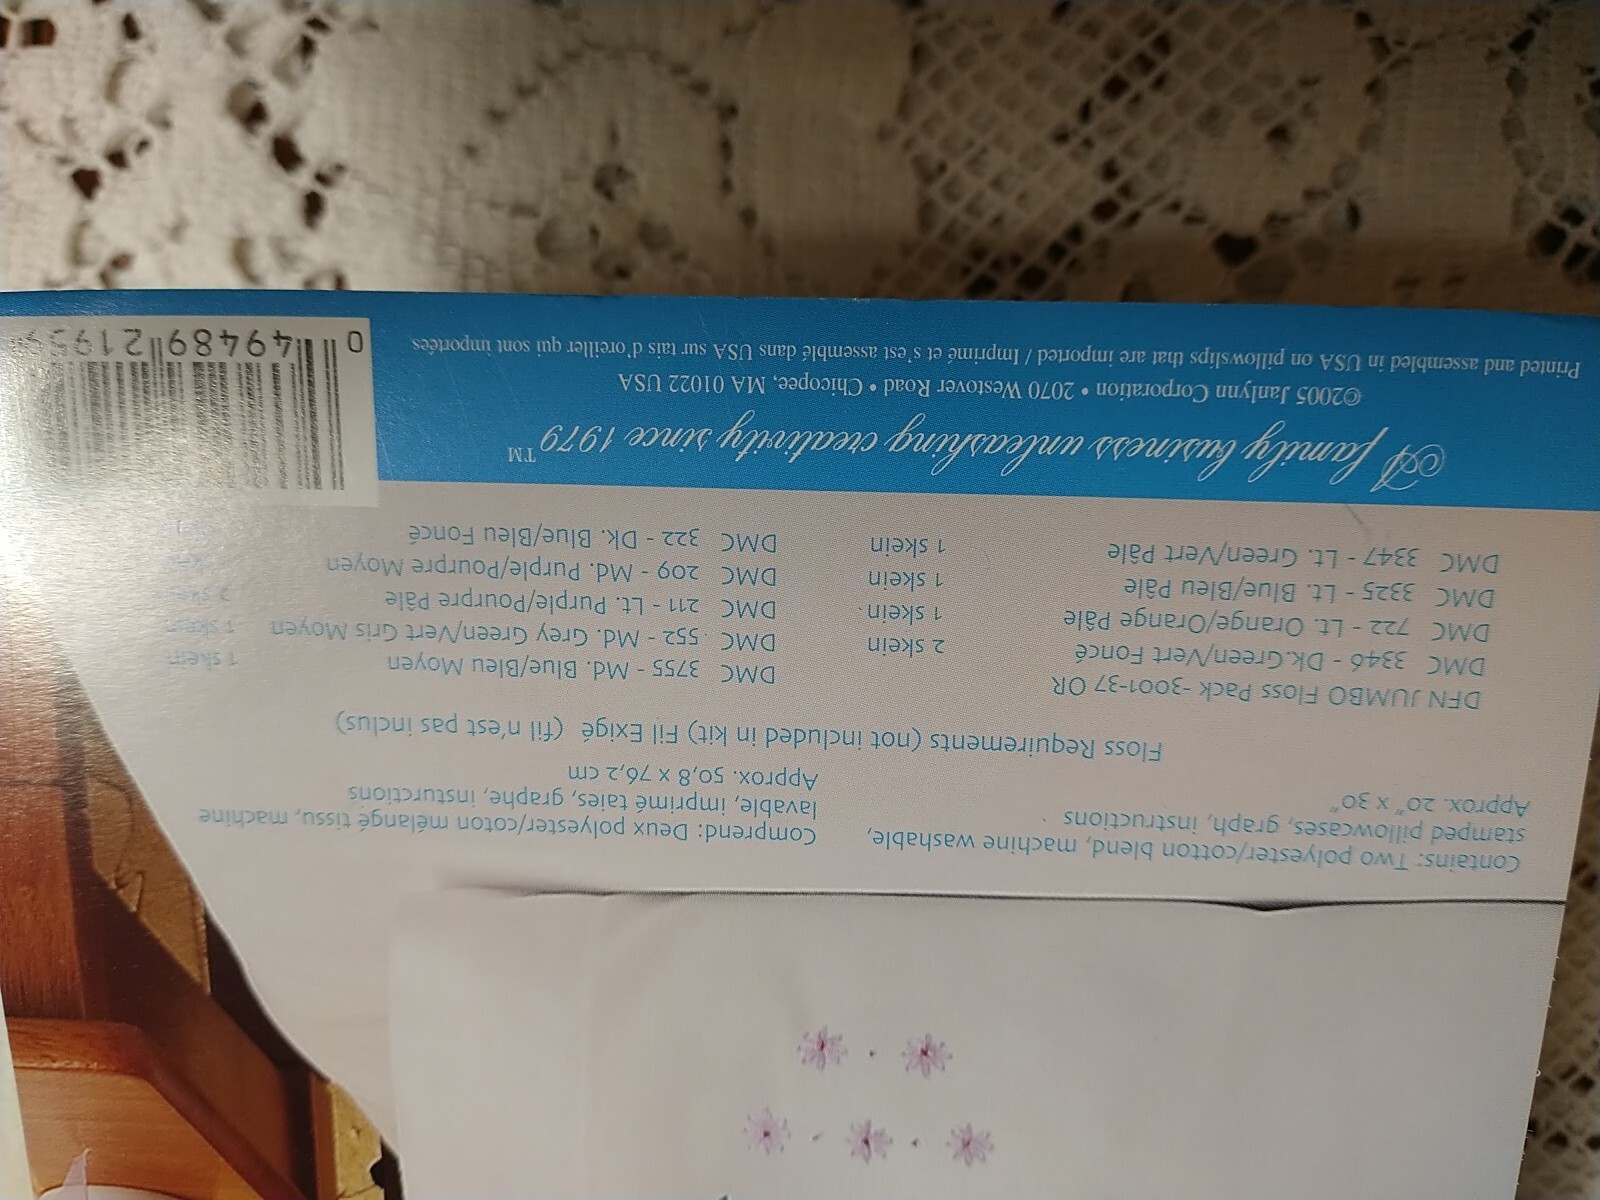 Contains: Two polyester/cotton blend, machine washable,
stamped pillowcases, graph, instructions
Approx. 20" x 30"
Comprend: Deux polyester/coton mélangé tissu, machine
lavable, imprimé taies, graphe, insturctions
Approx. 50,8 x 76,2 cm
Floss Requirements (not included in kit) Fil Exigé (fil n'est pas inclus)
DFN JUMBO Floss Pack -3001-37 OR
DMC 3346 - Dk.Green/Vert Foncé 2 skein
DMC 722 - Lt. Orange/Orange Pâle 1 skein
DMC 3325 - Lt. Blue/Bleu Pâle 1 skein
DMC 3347 - Lt. Green/Vert Pâle 1 skein
DMC 3755 - Md. Blue/Bleu Moyen 1 skein
DMC 552 - Md. Grey Green/Vert Gris Moyen 1 skein
DMC 211 - Lt. Purple/Pourpre Pâle 2 skein
DMC 209 - Md. Purple/Pourpre Moyen
DMC 322 - Dk. Blue/Bleu Foncé
A family business unleashing creativity since 1979™
©2005 Janlynn Corporation • 2070 Westover Road • Chicopee, MA 01022 USA
Printed and assembled in USA on pillowslips that are imported / Imprimé et s'est assemblé dans USA sur tais d'oreiller qui sont importées
0 49489